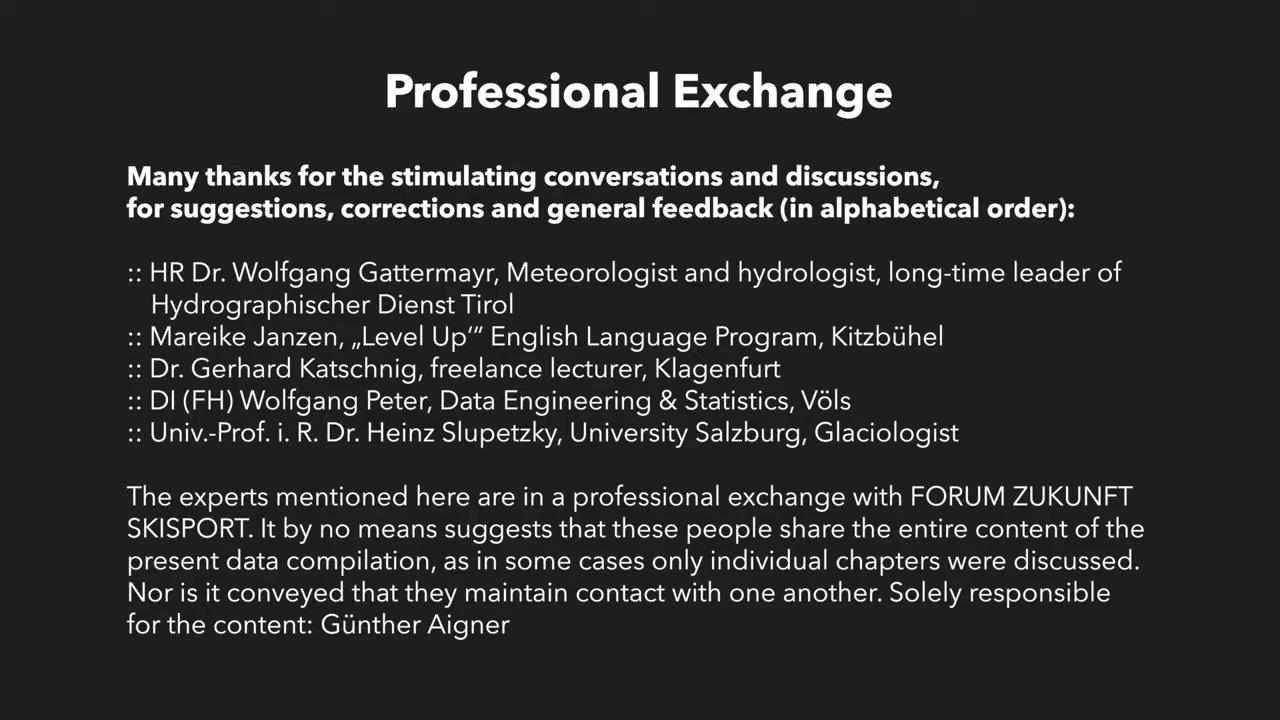 Professional Exchange
Many thanks for the stimulating conversations and discussions,
for suggestions, corrections and general feedback (in alphabetical order):
:: HR Dr. Wolfgang Gattermayr, Meteorologist and hydrologist, long-time leader of
Hydrographischer Dienst Tirol
:: Mareike Janzen, „Level Up‘” English Language Program, Kitzbühel
:: Dr. Gerhard Katschnig, freelance lecturer, Klagenfurt
:: DI (FH) Wolfgang Peter, Data Engineering & Statistics, Völs
:: Univ.-Prof. i. R. Dr. Heinz Slupetzky, University Salzburg, Glaciologist
The experts mentioned here are in a professional exchange with FORUM ZUKUNFT
SKISPORT. It by no means suggests that these people share the entire content of the
present data compilation, as in some cases only individual chapters were discussed.
Nor is it conveyed that they maintain contact with one another. Solely responsible
for the content: Günther Aigner